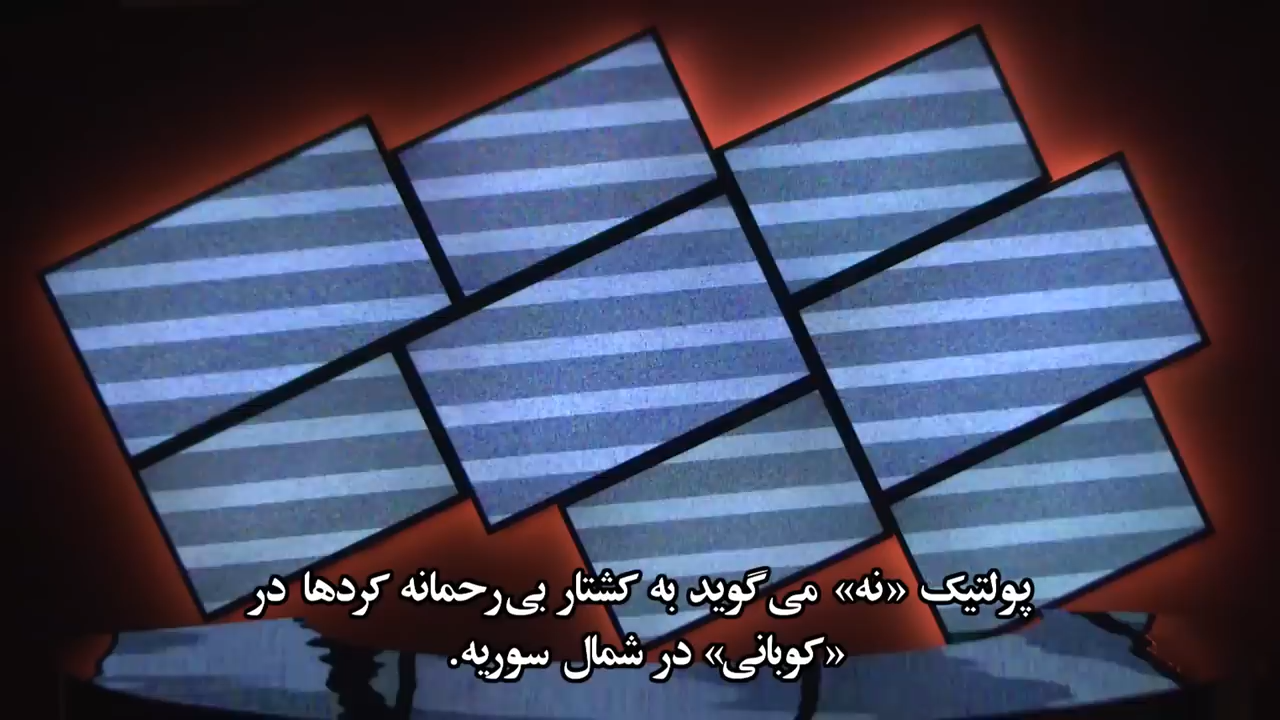 پولتیک «نه» می‌گوید به کشتار بی‌رحمانه کردها در
«کوبانی» در شمال سوریه.